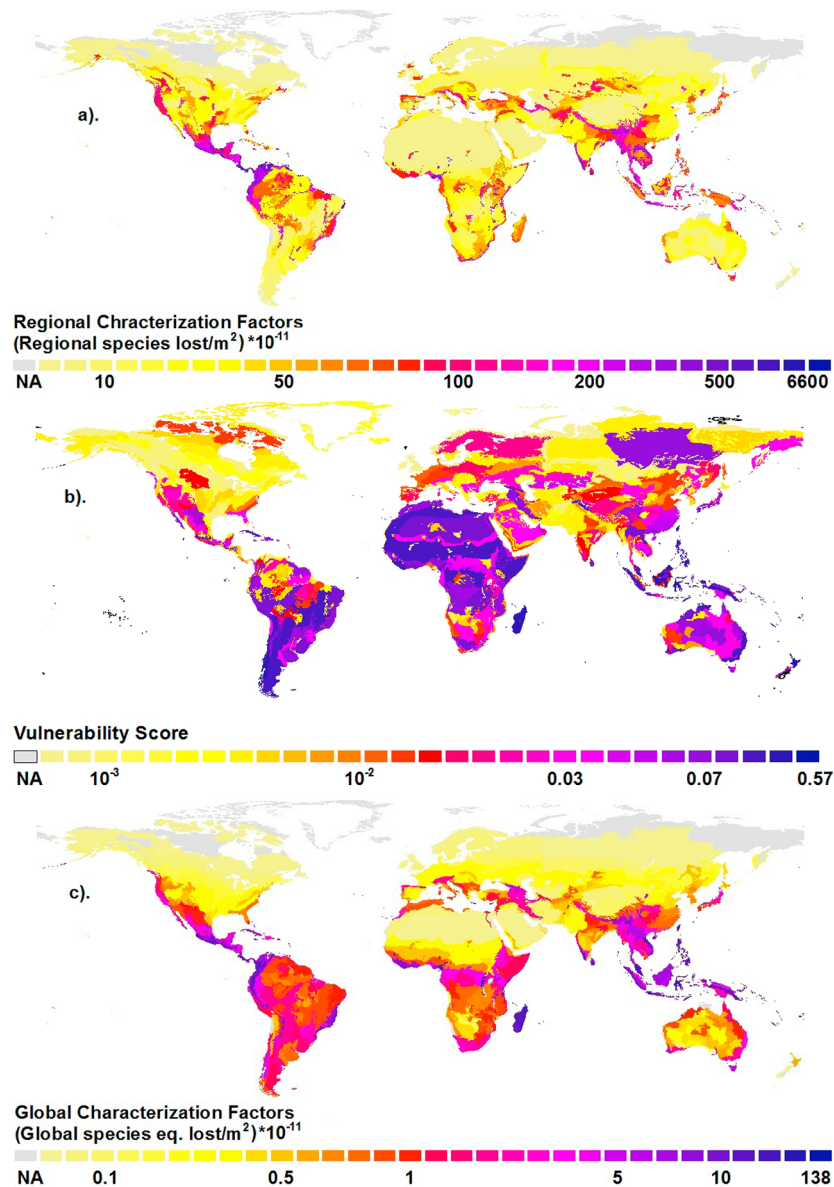 a).
Regional Chracterization Factors
(Regional species lost/m²)*10⁻¹¹
NA 10 50 100 200 500 6600
b).
Vulnerability Score
NA 10⁻³ 10⁻² 0.03 0.07 0.57
c).
Global Characterization Factors
(Global species eq. lost/m²)*10⁻¹¹
NA 0.1 0.5 1 5 10 138